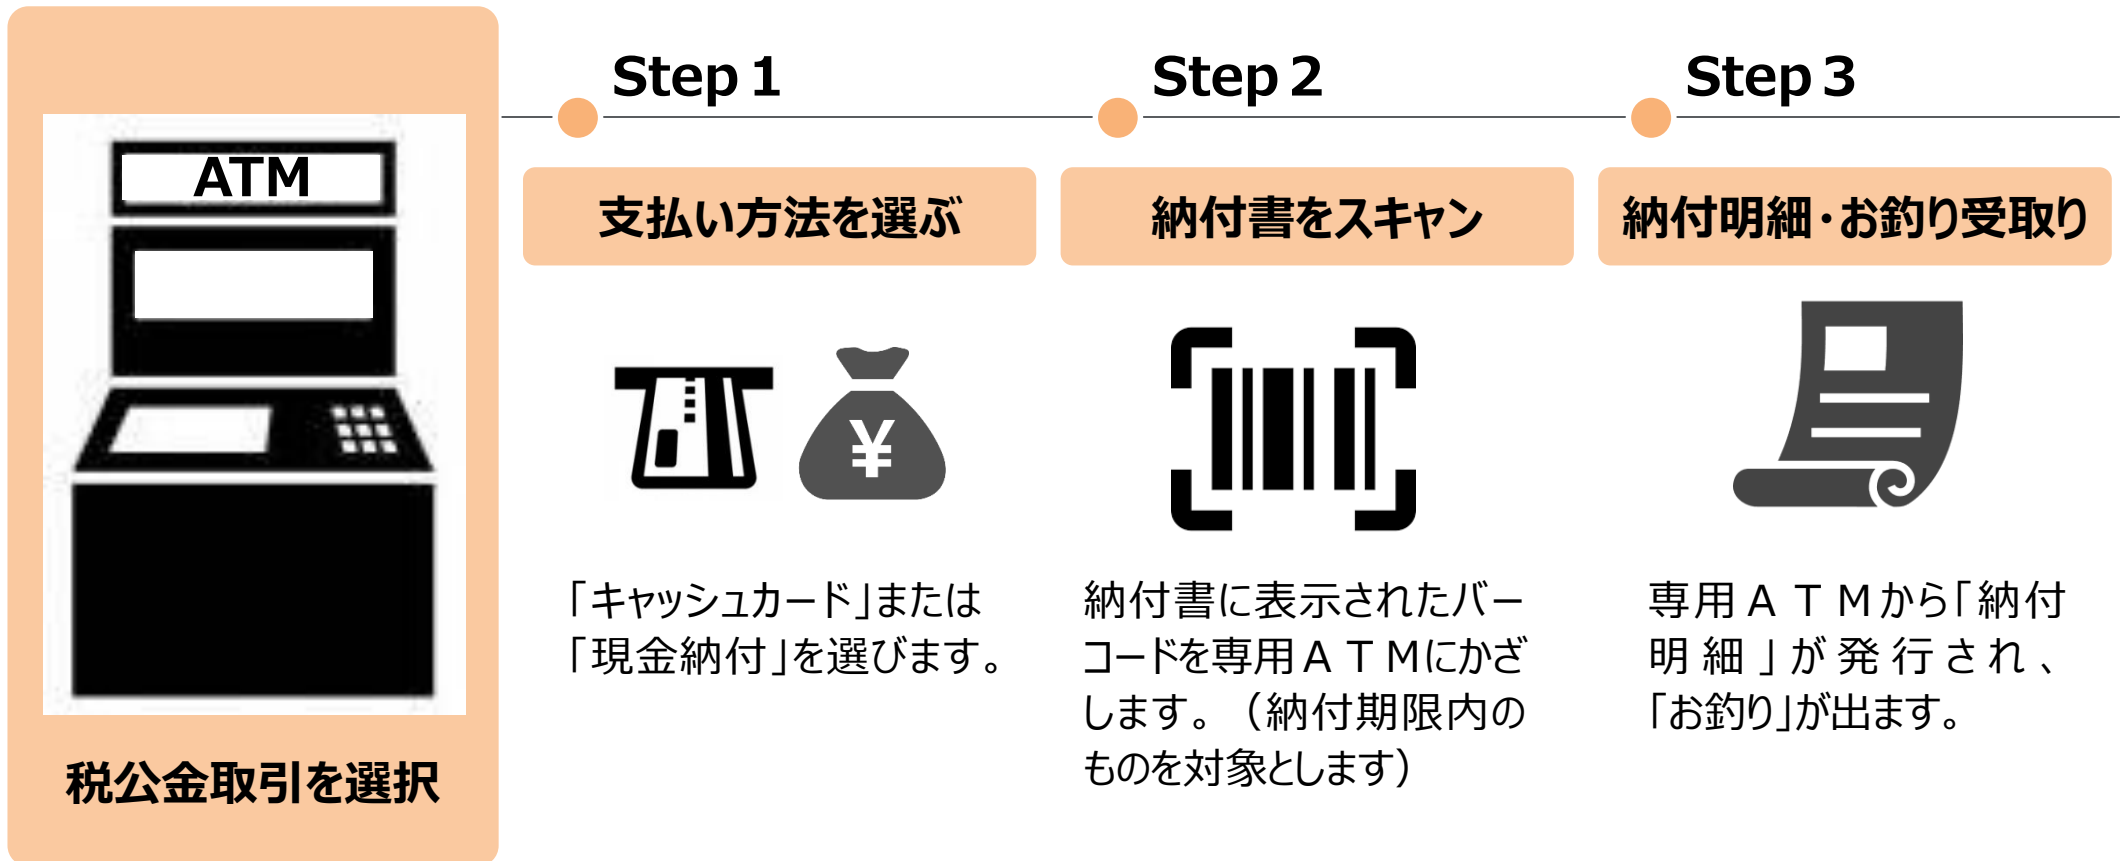 ATM
税公金取引を選択
Step 1
支払い方法を選ぶ
「キャッシュカード」または
「現金納付」を選びます。
Step 2
納付書をスキャン
納付書に表示されたバー
コードを専用ＡＴＭにかざ
します。（納付期限内の
ものを対象とします）
Step 3
納付明細・お釣り受取り
¥
専用ＡＴＭから「納付
明細」が発行され、
「お釣り」が出ます。